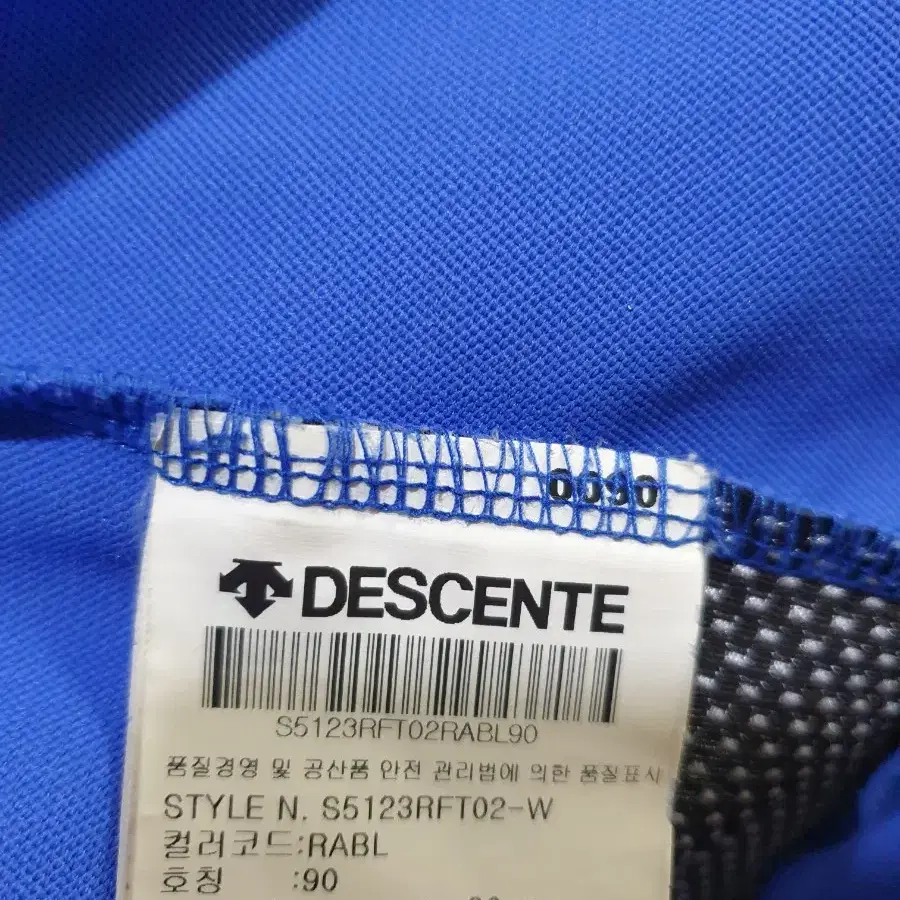 0090
DESCENTE
S5123RFT02RABL90
품질경영 및 공산품 안전 관리법에 의한 품질표시
STYLE N. S5123RFT02-W
컬러코드:RABL
호칭 :90